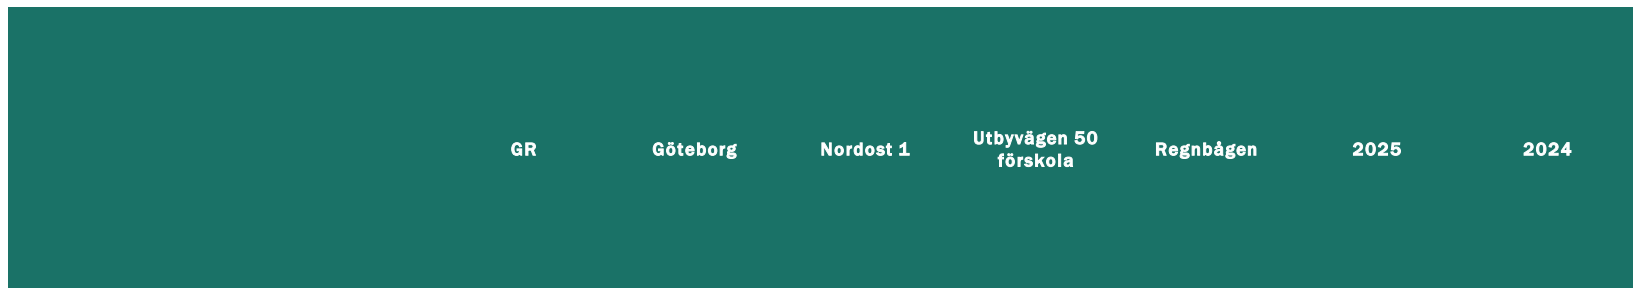 GR
Göteborg
Nordost 1
Utbyvägen 50
förskola
Regnbågen
2025
2024